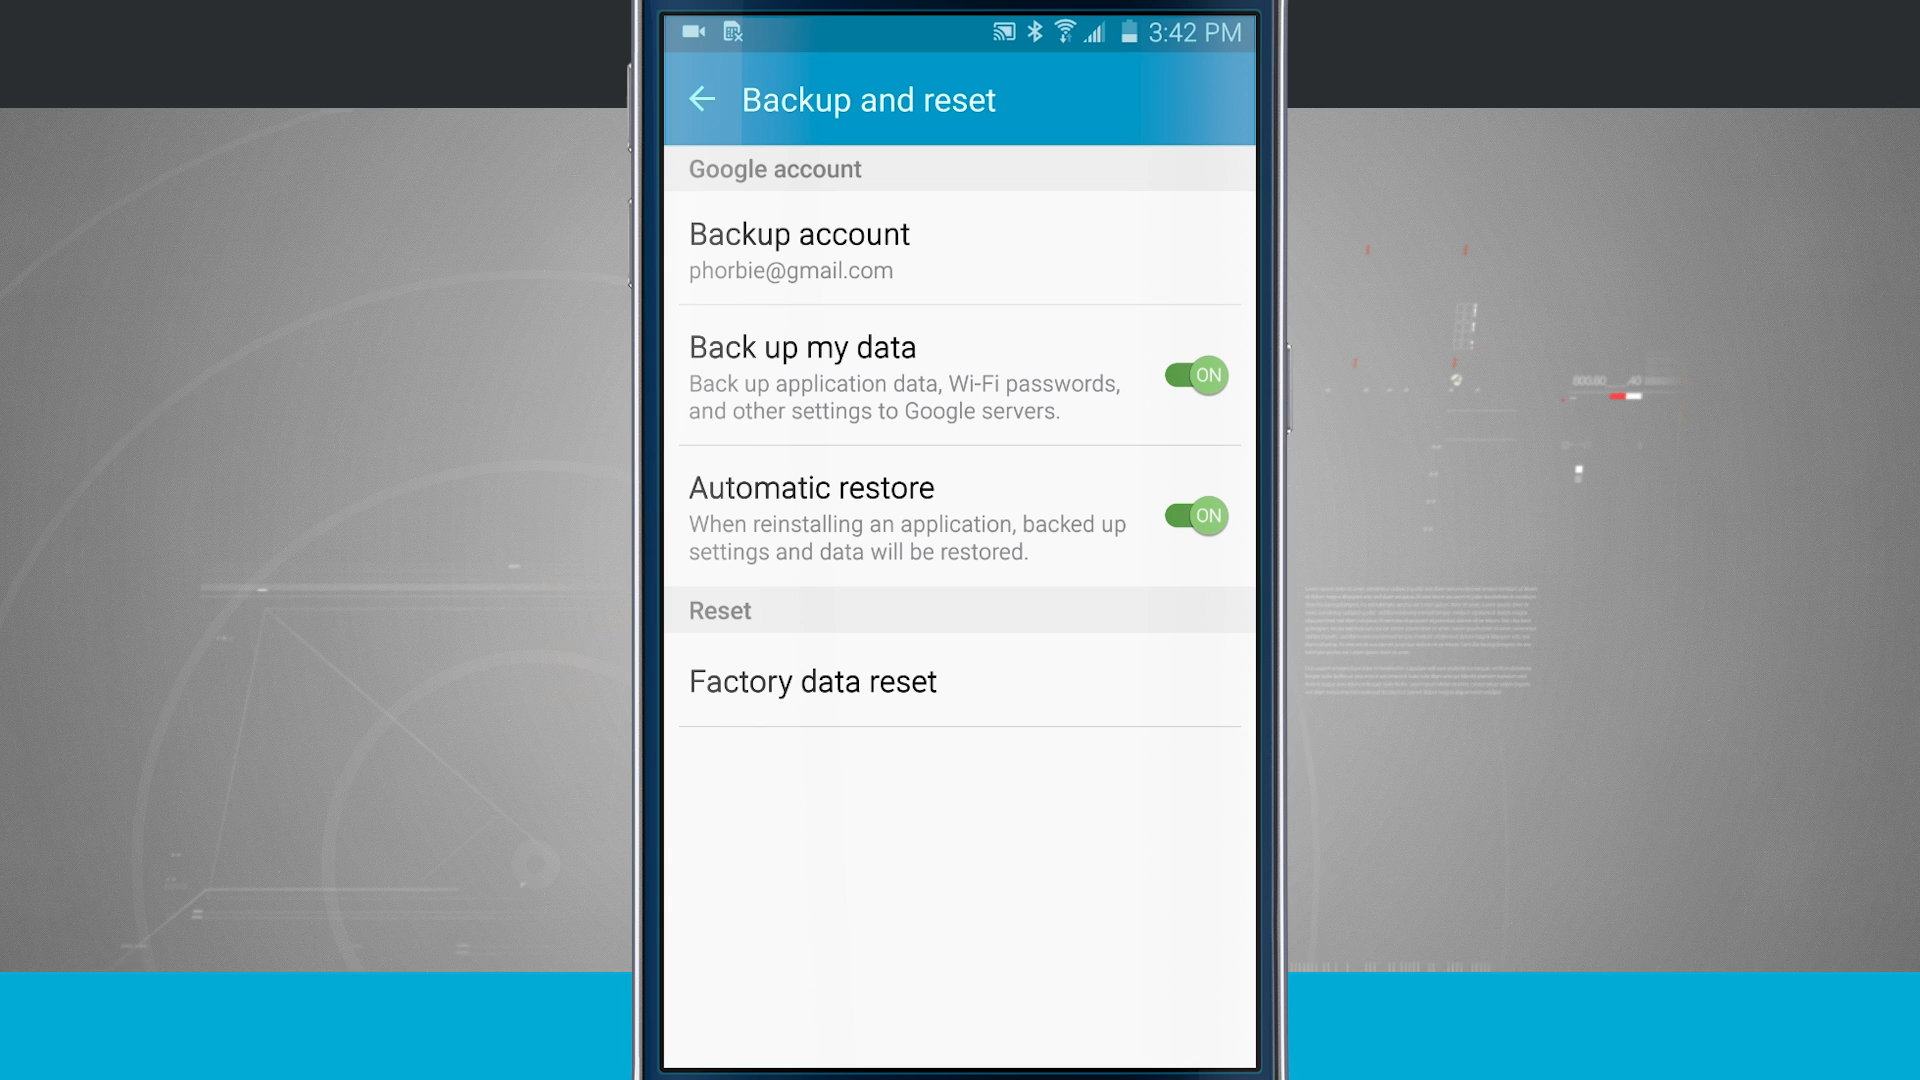 3:42 PM
Backup and reset
Google account
Backup account
phorbie@gmail.com
Back up my data
Back up application data, Wi-Fi passwords,
and other settings to Google servers.
ON
Automatic restore
When reinstalling an application, backed up
settings and data will be restored.
ON
Reset
Factory data reset